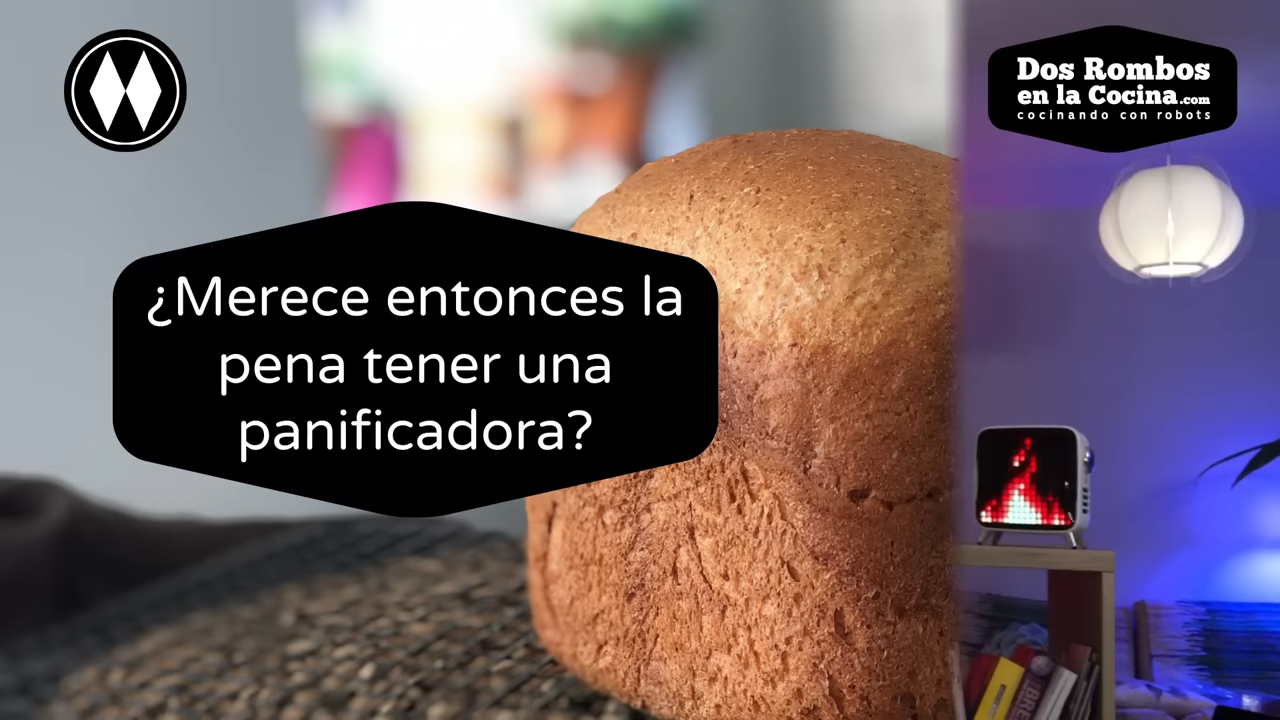 Dos Rombos
en la Cocina.com
cocinando con robots
¿Merece entonces la
pena tener una
panificadora?